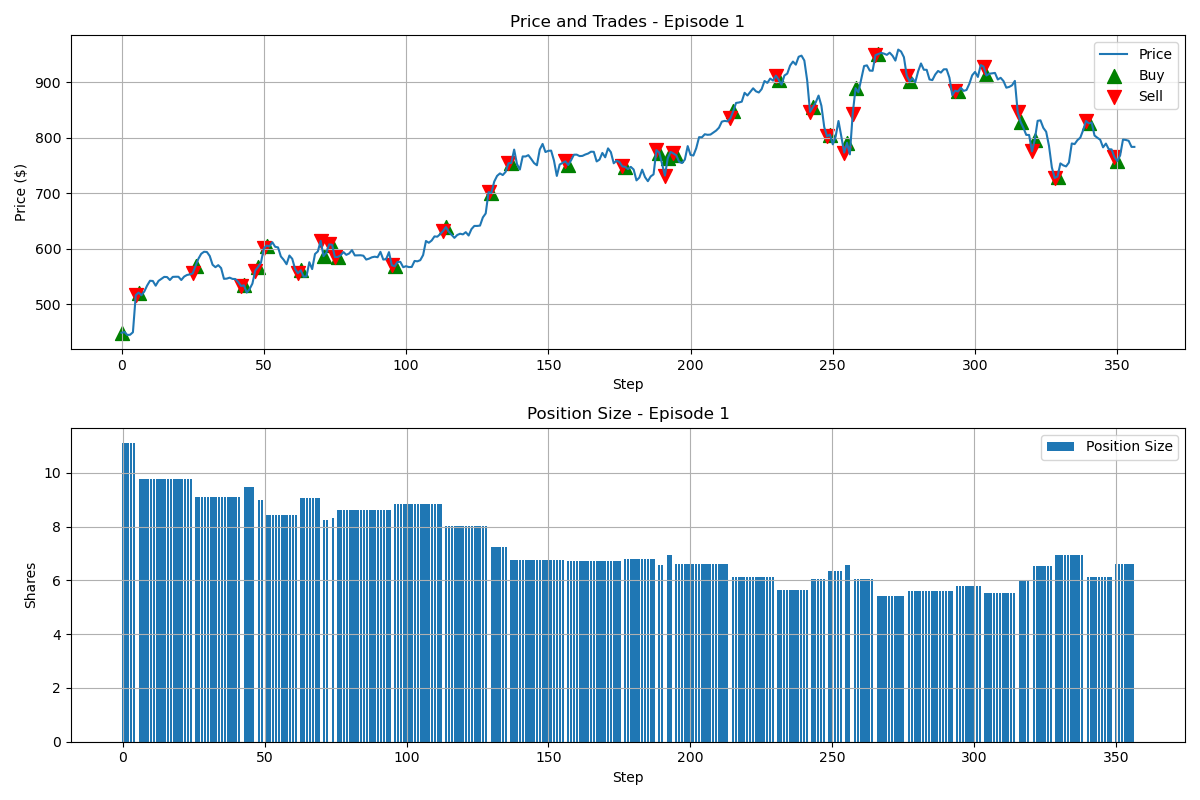 Price and Trades - Episode 1
Price ($)
900
800
700
600
500
Price
Buy
Sell
0 50 100 150 200 250 300 350
Step
Position Size - Episode 1
Shares
10
8
6
4
2
0
Position Size
0 50 100 150 200 250 300 350
Step